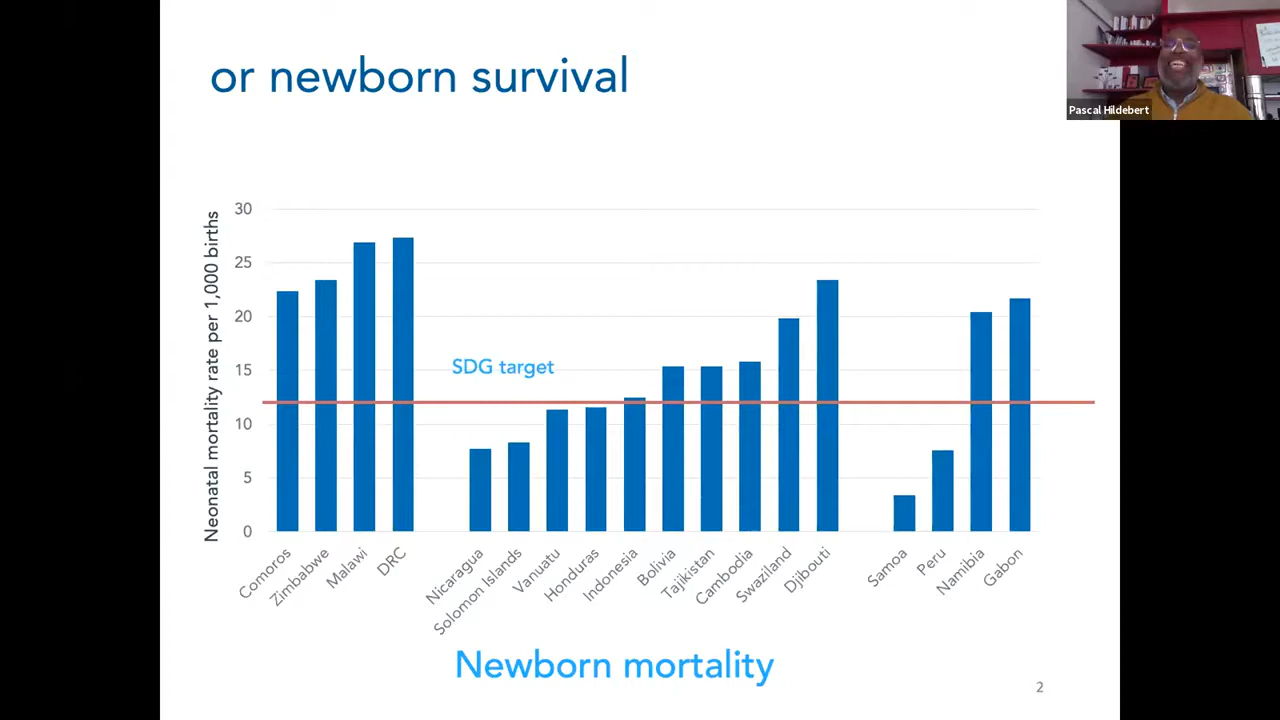 or newborn survival
Pascal Hildebert
Neonatal mortality rate per 1,000 births
30
25
20
15
10
5
0
SDG target
Comoros
Zimbabwe
Malawi
DRC
Nicaragua
Solomon Islands
Vanuatu
Honduras
Indonesia
Bolivia
Tajikistan
Cambodia
Swaziland
Djibouti
Samoa
Peru
Namibia
Gabon
Newborn mortality
2